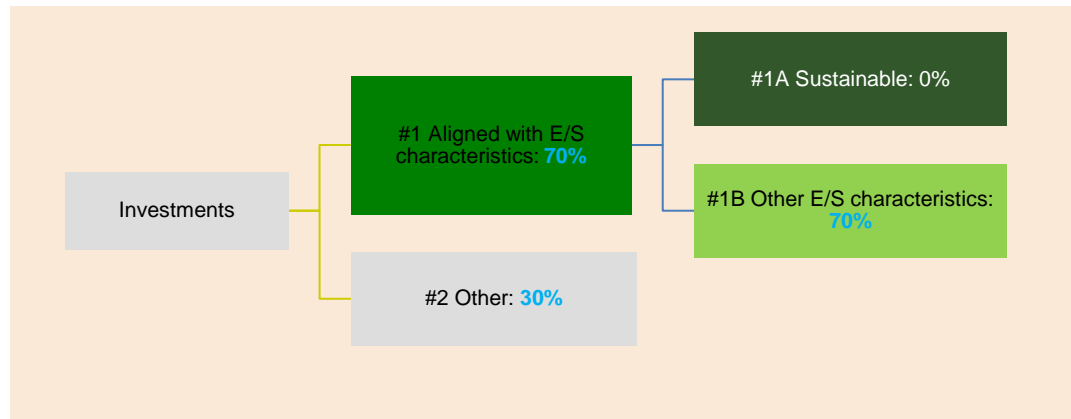 Investments
#1 Aligned with E/S
characteristics: 70%
#2 Other: 30%
#1A Sustainable: 0%
#1B Other E/S characteristics:
70%